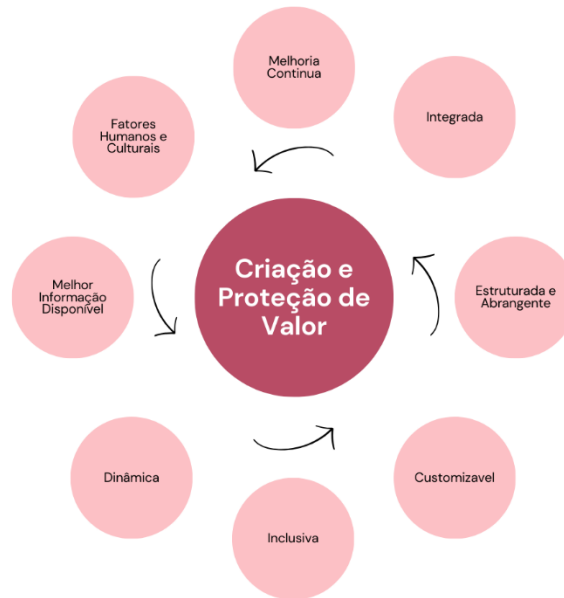 Melhoria
Continua
Integrada
Fatores
Humanos e
Culturais
Criação e
Proteção de
Valor
Melhor
Informação
Disponível
Estruturada e
Abrangente
Dinâmica
Customizavel
Inclusiva